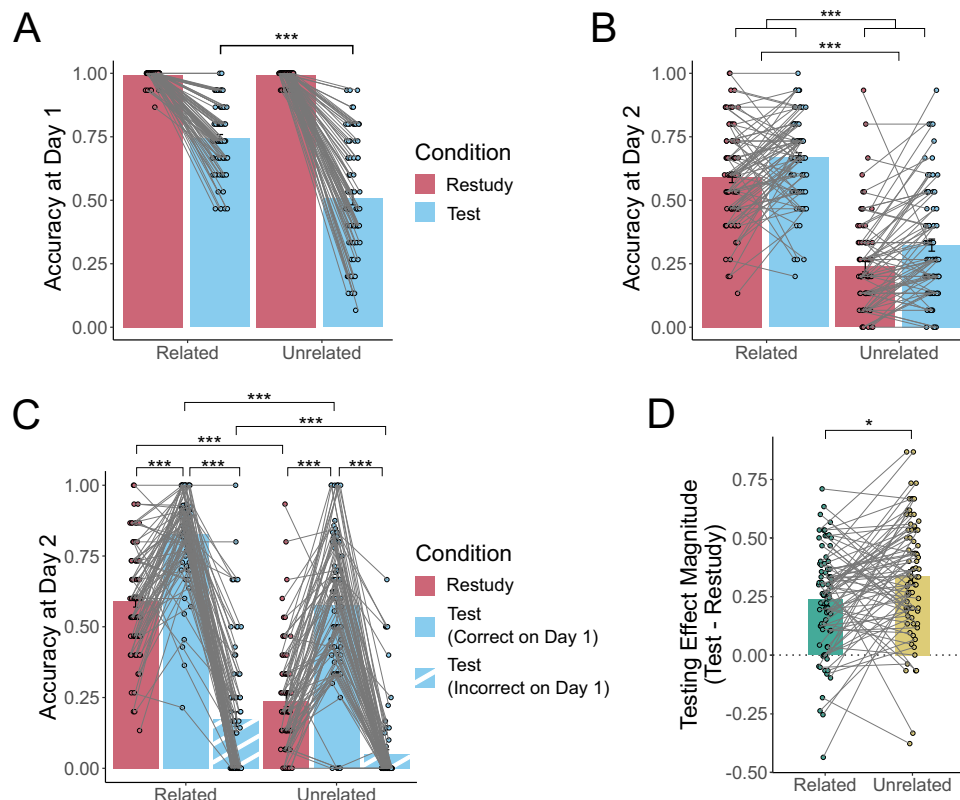 A
***
Accuracy at Day 1
1.00
0.75
0.50
0.25
0.00
Related
Unrelated
Condition
Restudy
Test
B
***
***
Accuracy at Day 2
1.00
0.75
0.50
0.25
0.00
Related
Unrelated
C
***
***
***
***
***
***
***
Accuracy at Day 2
1.00
0.75
0.50
0.25
0.00
Related
Unrelated
Condition
Restudy
Test
(Correct on Day 1)
Test
(Incorrect on Day 1)
D
*
Testing Effect Magnitude
(Test - Restudy)
0.75
0.50
0.25
0.00
-0.25
-0.50
Related
Unrelated